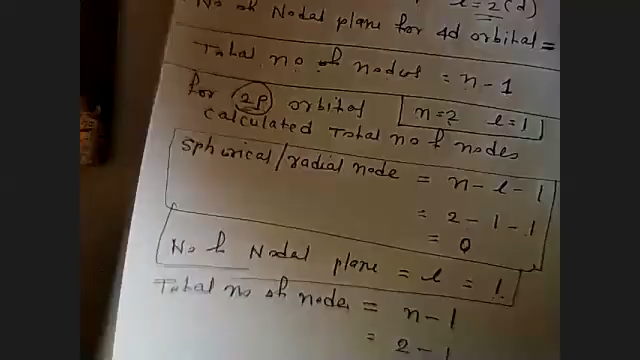 l = 2 (d)
No of Nodal plane for 4d orbital =
Total no of nodes = n - 1
for 2p orbital n = 2 l = 1
calculated Total no of nodes
spherical/radial node = n - l - 1
= 2 - 1 - 1
= 0
No of Nodal plane = l = 1
Total no of node = n - 1
= 2 - 1